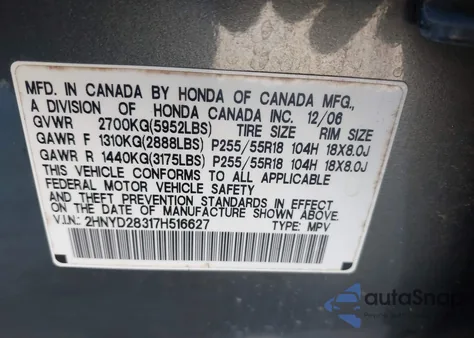 MFD. IN CANADA BY HONDA OF CANADA MFG.,
A DIVISION OF HONDA CANADA INC. 12/06
GVWR 2700KG(5952LBS) TIRE SIZE RIM SIZE
GAWR F 1310KG(2888LBS) P255/55R18 104H 18X8.0J
GAWR R 1440KG(3175LBS) P255/55R18 104H 18X8.0J
THIS VEHICLE CONFORMS TO ALL APPLICABLE
FEDERAL MOTOR VEHICLE SAFETY
AND THEFT PREVENTION STANDARDS IN EFFECT
ON THE DATE OF MANUFACTURE SHOWN ABOVE.
V.I.N.: 2HNYD28317H516627 TYPE: MPV
autoSnap